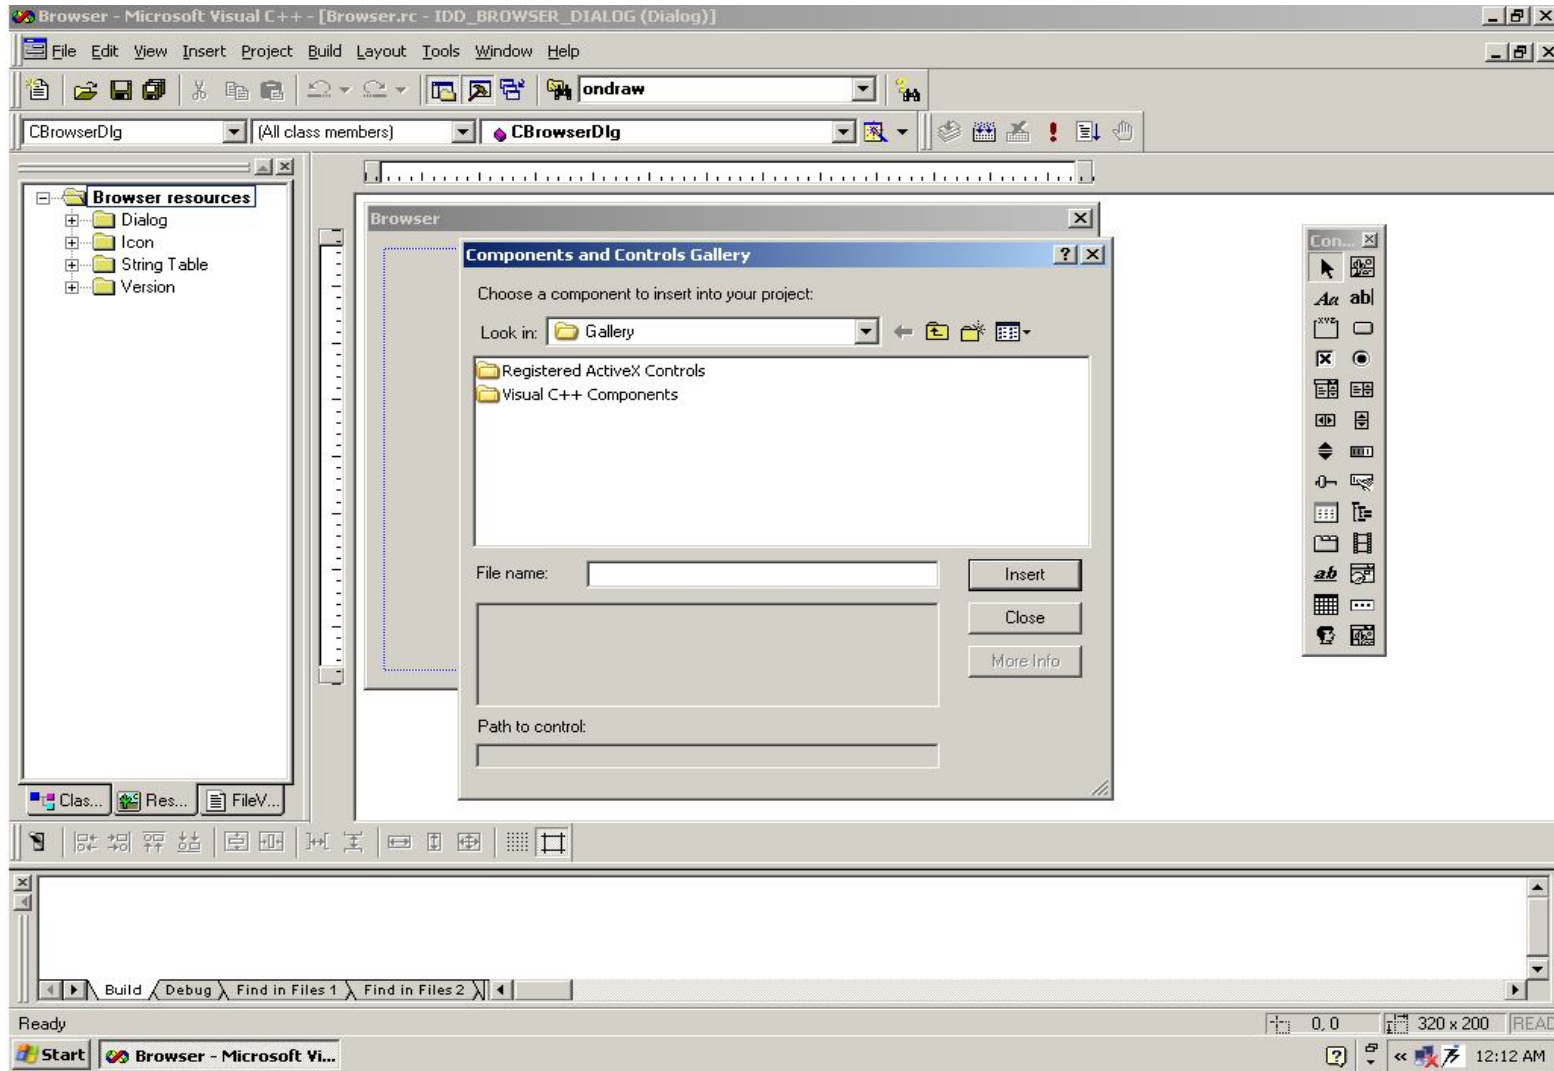 Browser - Microsoft Visual C++ - [Browser.rc - IDD_BROWSER_DIALOG (Dialog)]
File Edit View Insert Project Build Layout Tools Window Help
ondraw
CBrowserDlg (All class members) CBrowserDlg
Browser resources
Dialog
Icon
String Table
Version
Browser
Components and Controls Gallery
Choose a component to insert into your project:
Look in: Gallery
Registered ActiveX Controls
Visual C++ Components
File name:
Insert
Close
More Info
Path to control:
Con...
Aa ab|
xyz
ab
Clas... Res... FileV...
Build Debug Find in Files 1 Find in Files 2
Ready
0, 0 320 x 200 READ
Start Browser - Microsoft Vi... 12:12 AM